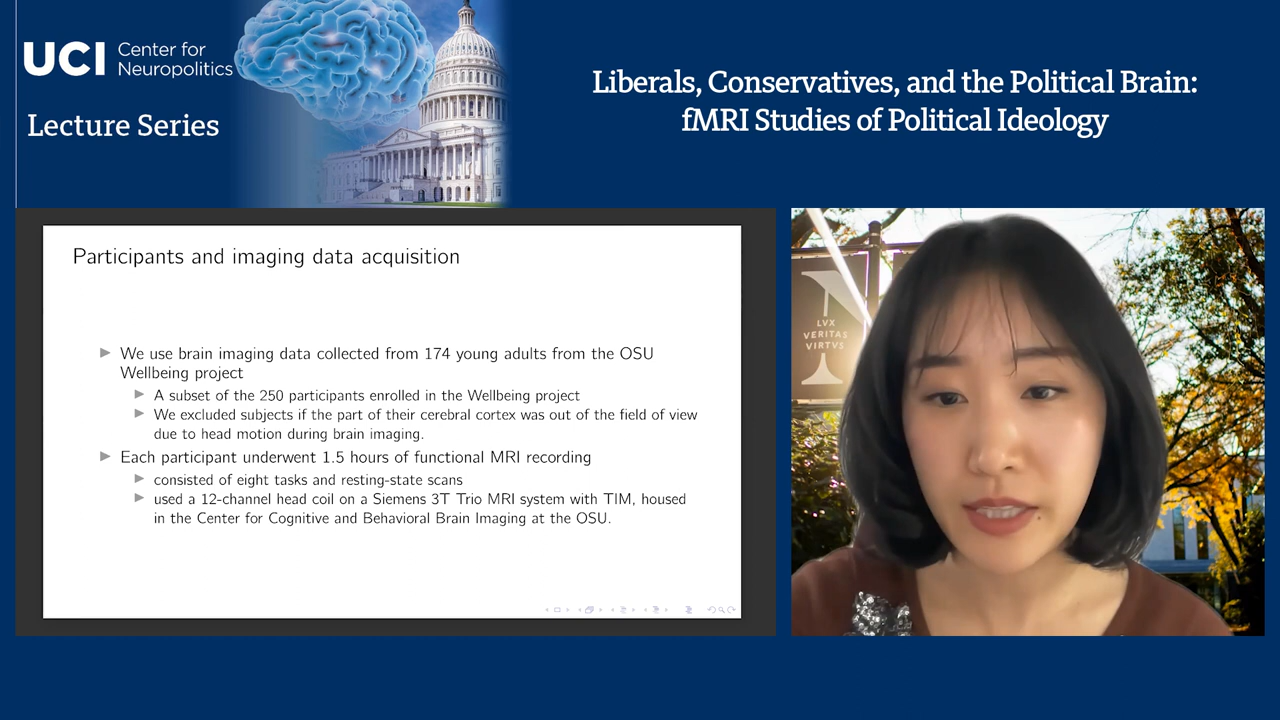 UCI Center for
Neuropolitics
Lecture Series
Liberals, Conservatives, and the Political Brain:
fMRI Studies of Political Ideology
Participants and imaging data acquisition
We use brain imaging data collected from 174 young adults from the OSU
Wellbeing project
A subset of the 250 participants enrolled in the Wellbeing project
We excluded subjects if the part of their cerebral cortex was out of the field of view
due to head motion during brain imaging.
Each participant underwent 1.5 hours of functional MRI recording
consisted of eight tasks and resting-state scans
used a 12-channel head coil on a Siemens 3T Trio MRI system with TIM, housed
in the Center for Cognitive and Behavioral Brain Imaging at the OSU.
N
LVX
VERITAS
VIRTVS